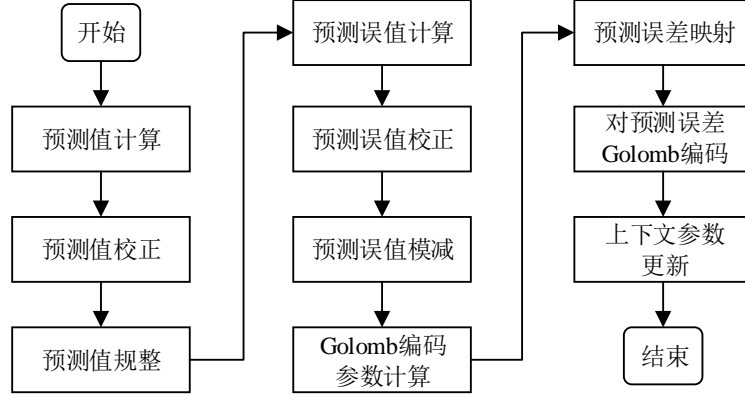 开始
预测值计算
预测值校正
预测值规整
预测误值计算
预测误值校正
预测误值模减
Golomb编码
参数计算
预测误差映射
对预测误差
Golomb编码
上下文参数
更新
结束